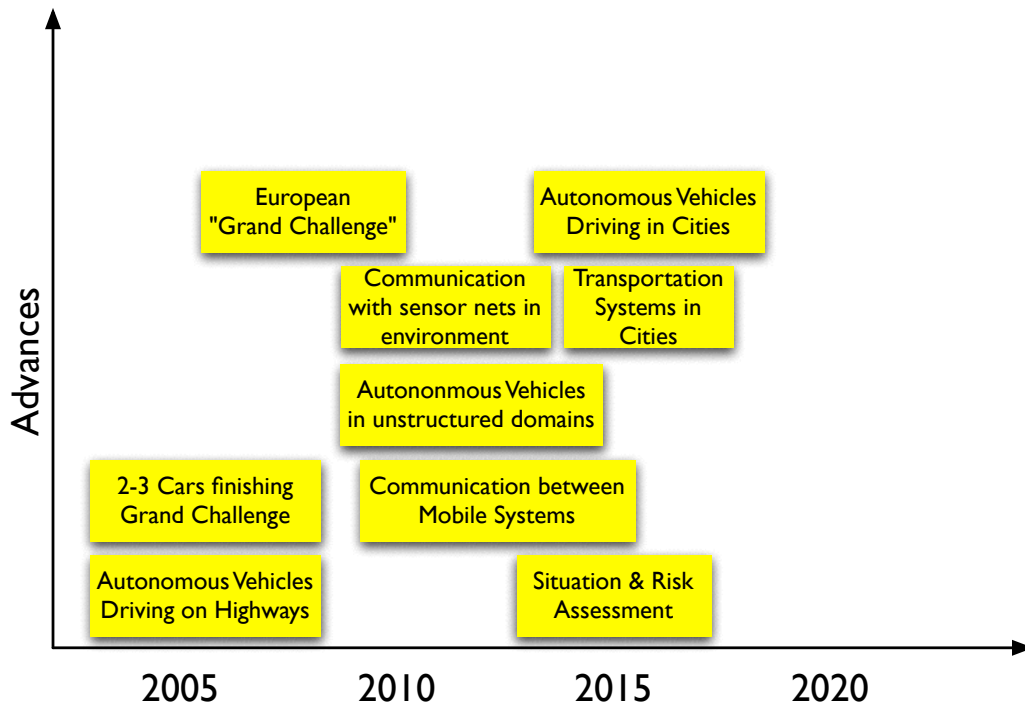 European
"Grand Challenge"
Autonomous Vehicles
Driving in Cities
Communication
with sensor nets in
environment
Transportation
Systems in
Cities
Autononmous Vehicles
in unstructured domains
2-3 Cars finishing
Grand Challenge
Communication between
Mobile Systems
Autonomous Vehicles
Driving on Highways
Situation & Risk
Assessment
Advances
2005
2010
2015
2020